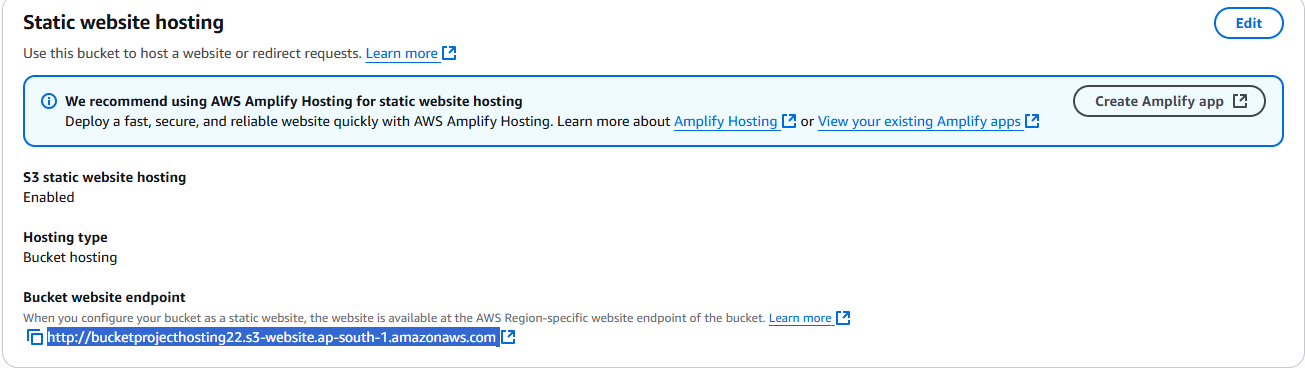 Static website hosting
Edit
Use this bucket to host a website or redirect requests. Learn more
We recommend using AWS Amplify Hosting for static website hosting
Create Amplify app
Deploy a fast, secure, and reliable website quickly with AWS Amplify Hosting. Learn more about Amplify Hosting or View your existing Amplify apps
S3 static website hosting
Enabled
Hosting type
Bucket hosting
Bucket website endpoint
When you configure your bucket as a static website, the website is available at the AWS Region-specific website endpoint of the bucket. Learn more
http://bucketprojecthosting22.s3-website.ap-south-1.amazonaws.com